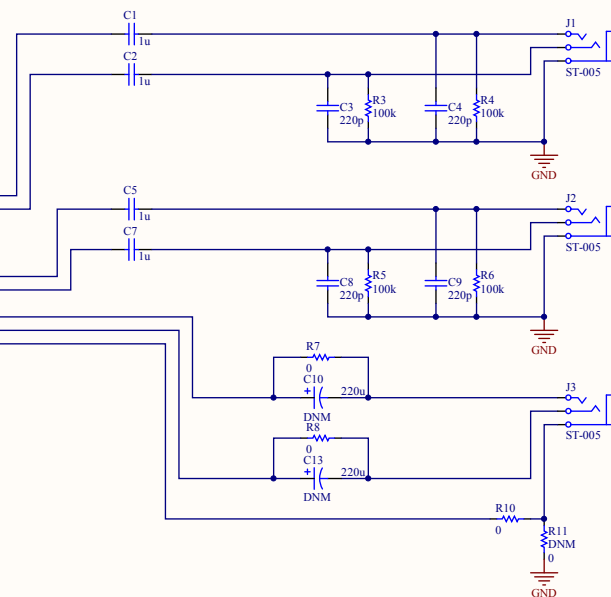 C1
1u
J1
C2
1u
ST-005
C3
220p
R3
100k
C4
220p
R4
100k
GND
C5
1u
J2
C7
1u
ST-005
C8
220p
R5
100k
C9
220p
R6
100k
GND
R7
0
C10
+
220u
DNM
J3
ST-005
R8
0
C13
+
220u
DNM
R10
0
R11
DNM
0
GND